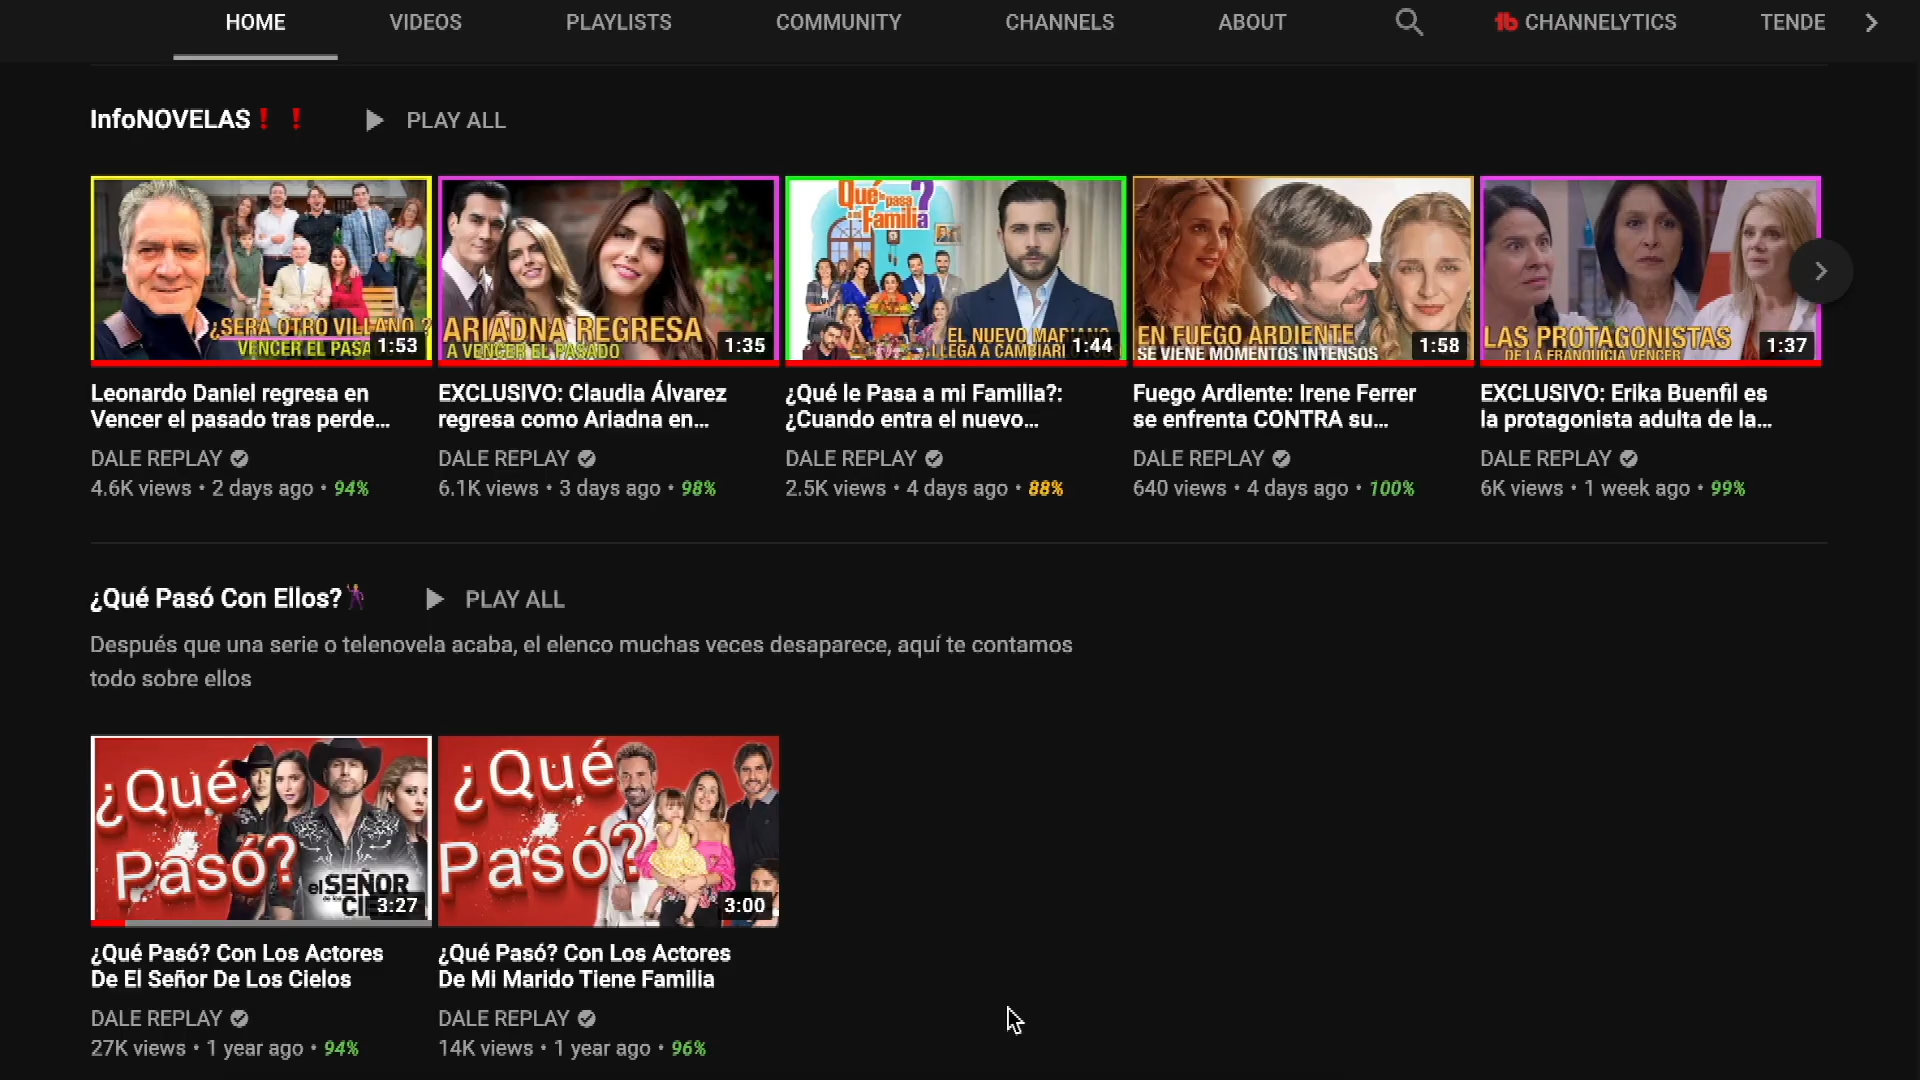 HOME VIDEOS PLAYLISTS COMMUNITY CHANNELS ABOUT CHANNELYTICS TENDE
InfoNOVELAS❗❗ PLAY ALL
¿SERÁ OTRO VILLANO ?
VENCER EL PASA
1:53
ARIADNA REGRESA
A VENCER EL PASADO
1:35
Qué pasa
a mi Familia?
EL NUEVO MARIANO
LLEGA A CAMBIAR
1:44
EN FUEGO ARDIENTE
SE VIENE MOMENTOS INTENSOS
1:58
LAS PROTAGONISTAS
DE LA FRANQUICIA VENCER
1:37
Leonardo Daniel regresa en
Vencer el pasado tras perde...
DALE REPLAY
4.6K views • 2 days ago • 94%
EXCLUSIVO: Claudia Álvarez
regresa como Ariadna en...
DALE REPLAY
6.1K views • 3 days ago • 98%
¿Qué le Pasa a mi Familia?:
¿Cuando entra el nuevo...
DALE REPLAY
2.5K views • 4 days ago • 88%
Fuego Ardiente: Irene Ferrer
se enfrenta CONTRA su...
DALE REPLAY
640 views • 4 days ago • 100%
EXCLUSIVO: Erika Buenfil es
la protagonista adulta de la...
DALE REPLAY
6K views • 1 week ago • 99%
¿Qué Pasó Con Ellos? PLAY ALL
Después que una serie o telenovela acaba, el elenco muchas veces desaparece, aquí te contamos
todo sobre ellos
¿Qué
Pasó?
el SEÑOR
de los
CIE
3:27
¿Qué
Pasó?
3:00
¿Qué Pasó? Con Los Actores
De El Señor De Los Cielos
DALE REPLAY
27K views • 1 year ago • 94%
¿Qué Pasó? Con Los Actores
De Mi Marido Tiene Familia
DALE REPLAY
14K views • 1 year ago • 96%